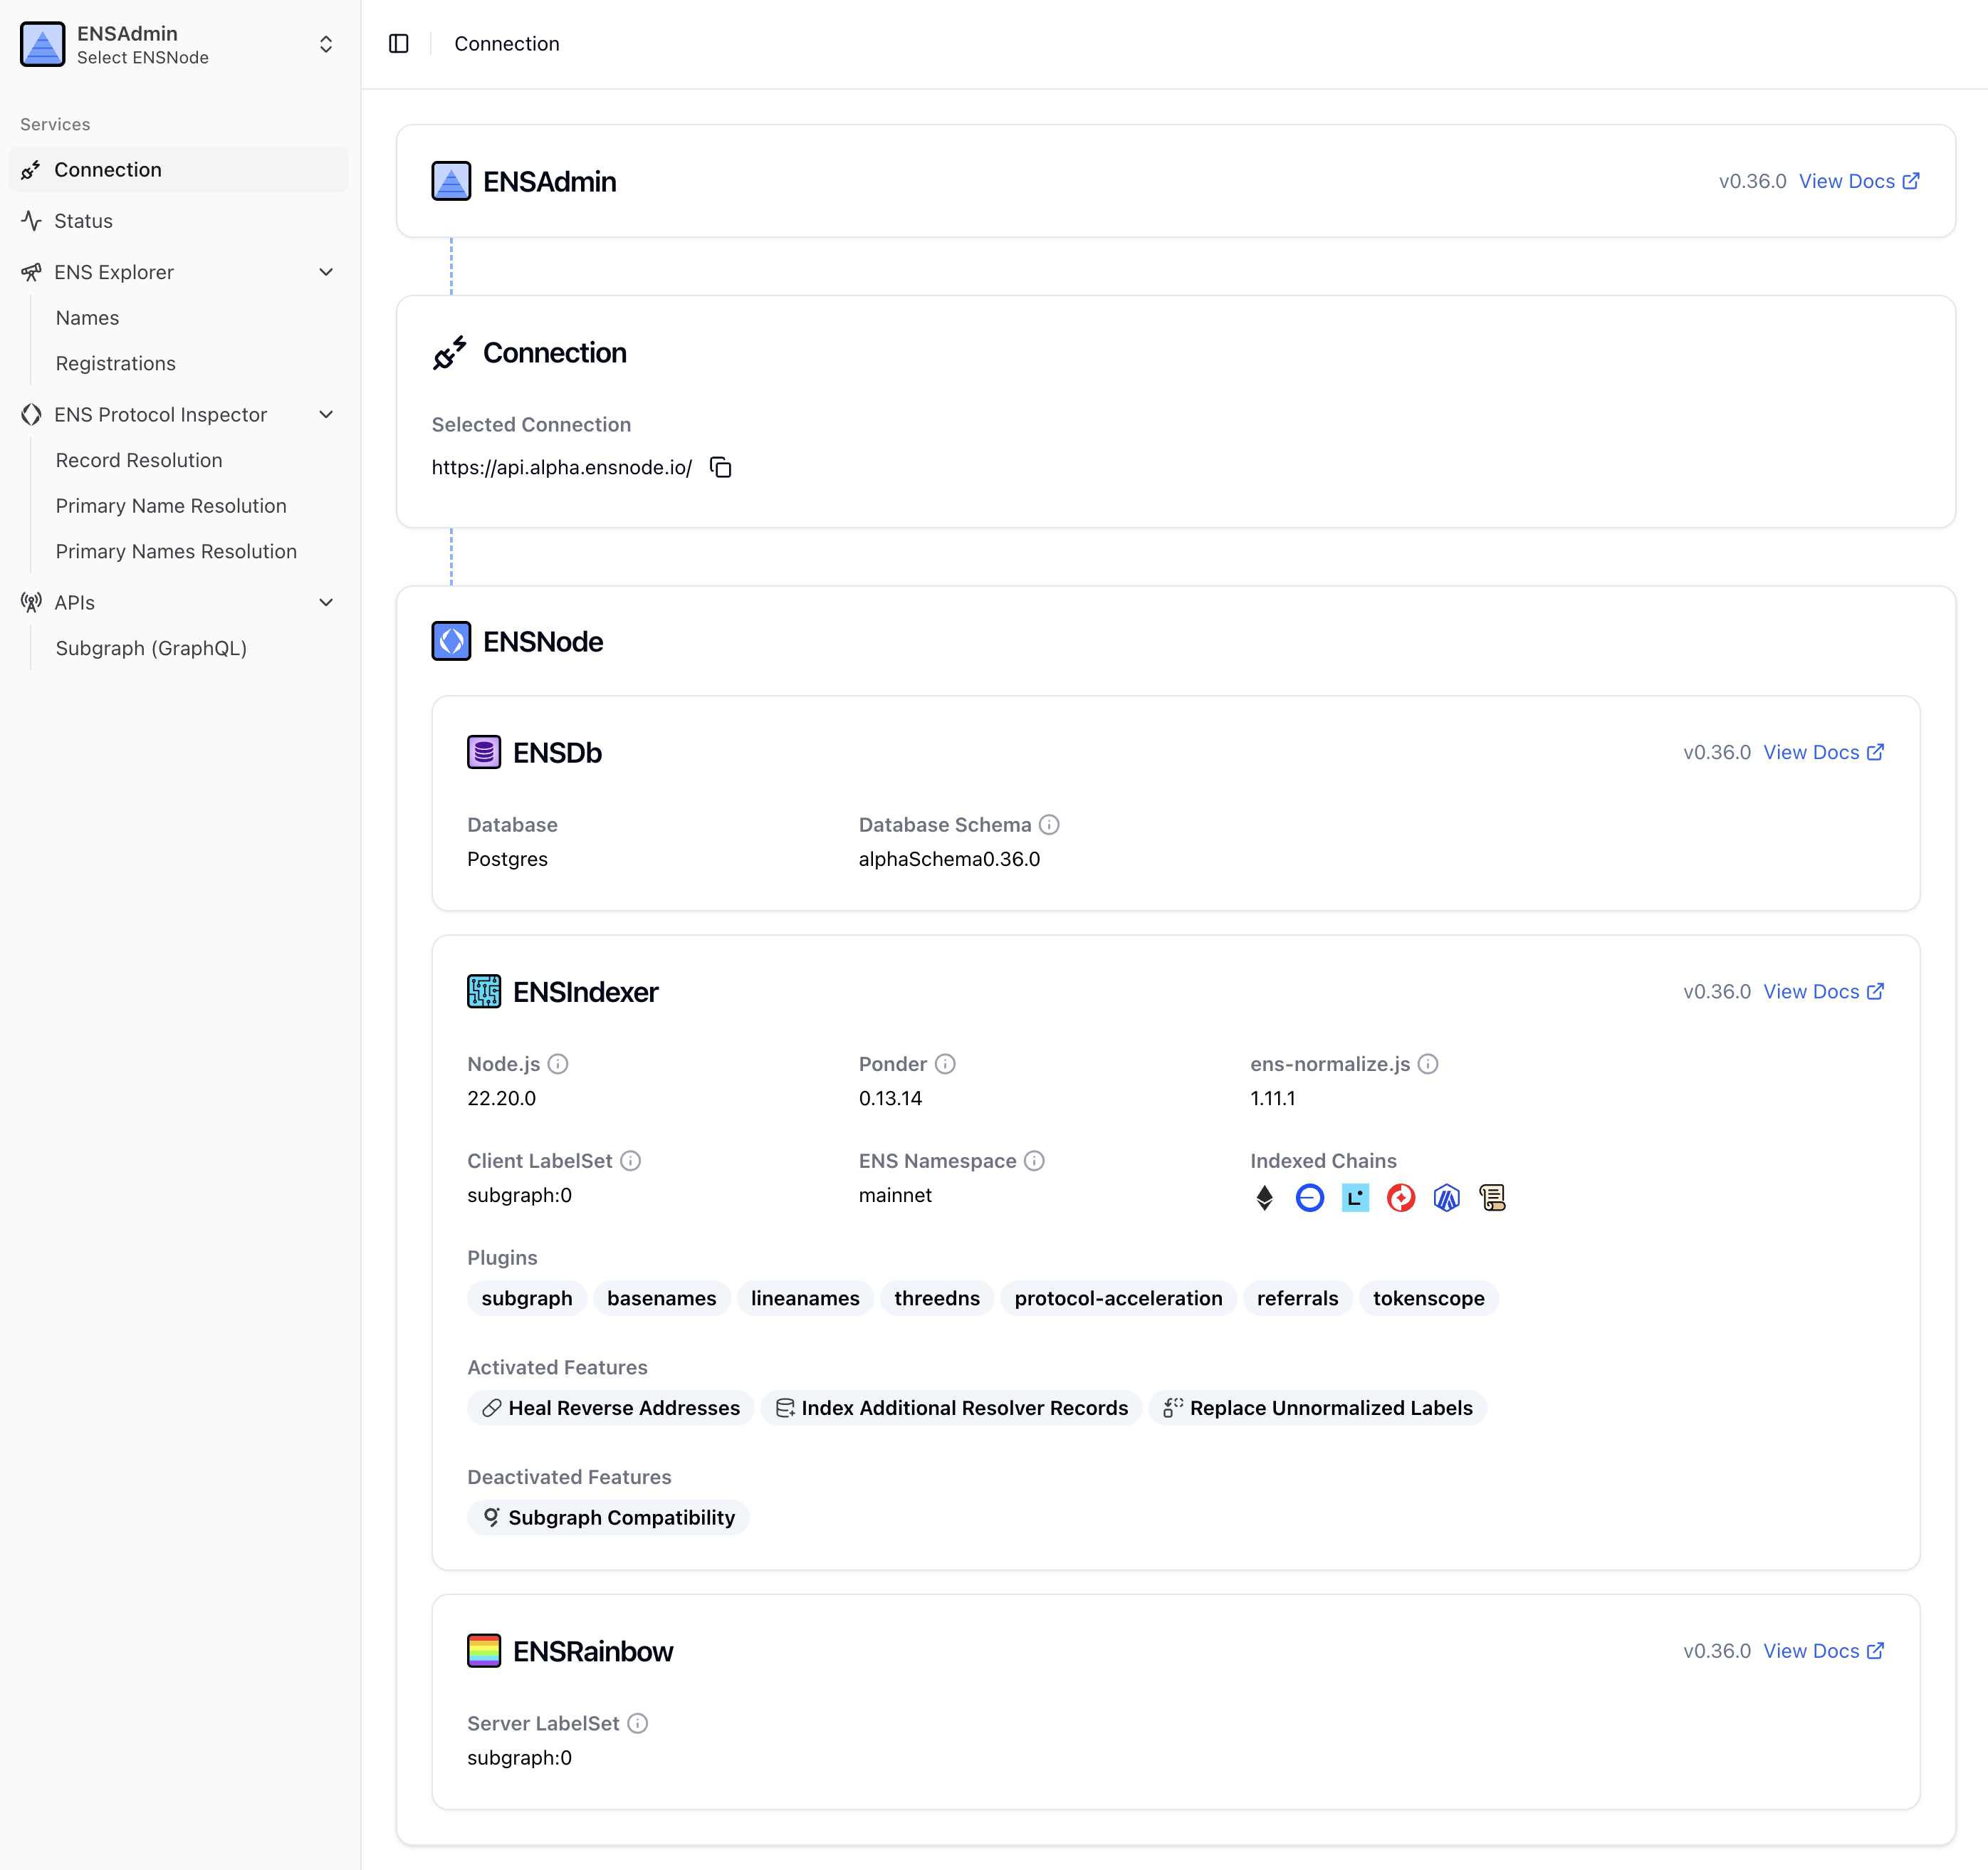 ENSAdmin
Select ENSNode
Services
Connection
Status
ENS Explorer
Names
Registrations
ENS Protocol Inspector
Record Resolution
Primary Name Resolution
Primary Names Resolution
APIs
Subgraph (GraphQL)
Connection
ENSAdmin
v0.36.0 View Docs
Connection
Selected Connection
https://api.alpha.ensnode.io/
ENSNode
ENSDb
v0.36.0 View Docs
Database
Postgres
Database Schema
alphaSchema0.36.0
ENSIndexer
v0.36.0 View Docs
Node.js
22.20.0
Ponder
0.13.14
ens-normalize.js
1.11.1
Client LabelSet
subgraph:0
ENS Namespace
mainnet
Indexed Chains
Plugins
subgraph basenames lineanames threedns protocol-acceleration referrals tokenscope
Activated Features
Heal Reverse Addresses Index Additional Resolver Records Replace Unnormalized Labels
Deactivated Features
Subgraph Compatibility
ENSRainbow
v0.36.0 View Docs
Server LabelSet
subgraph:0